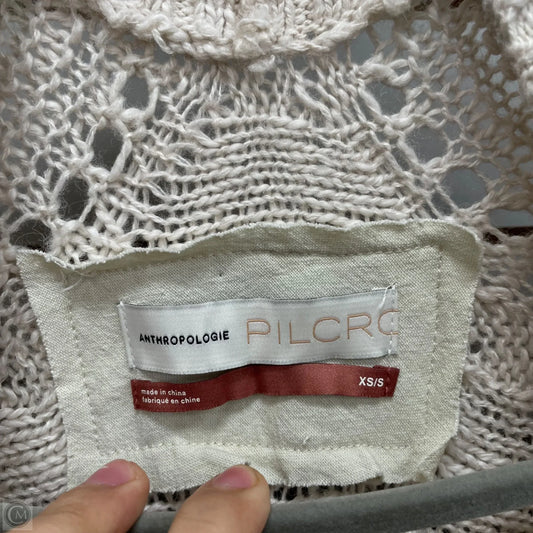 ANTHROPOLOGIE PILCRO
XS/S
made in china
fabriqué en chine